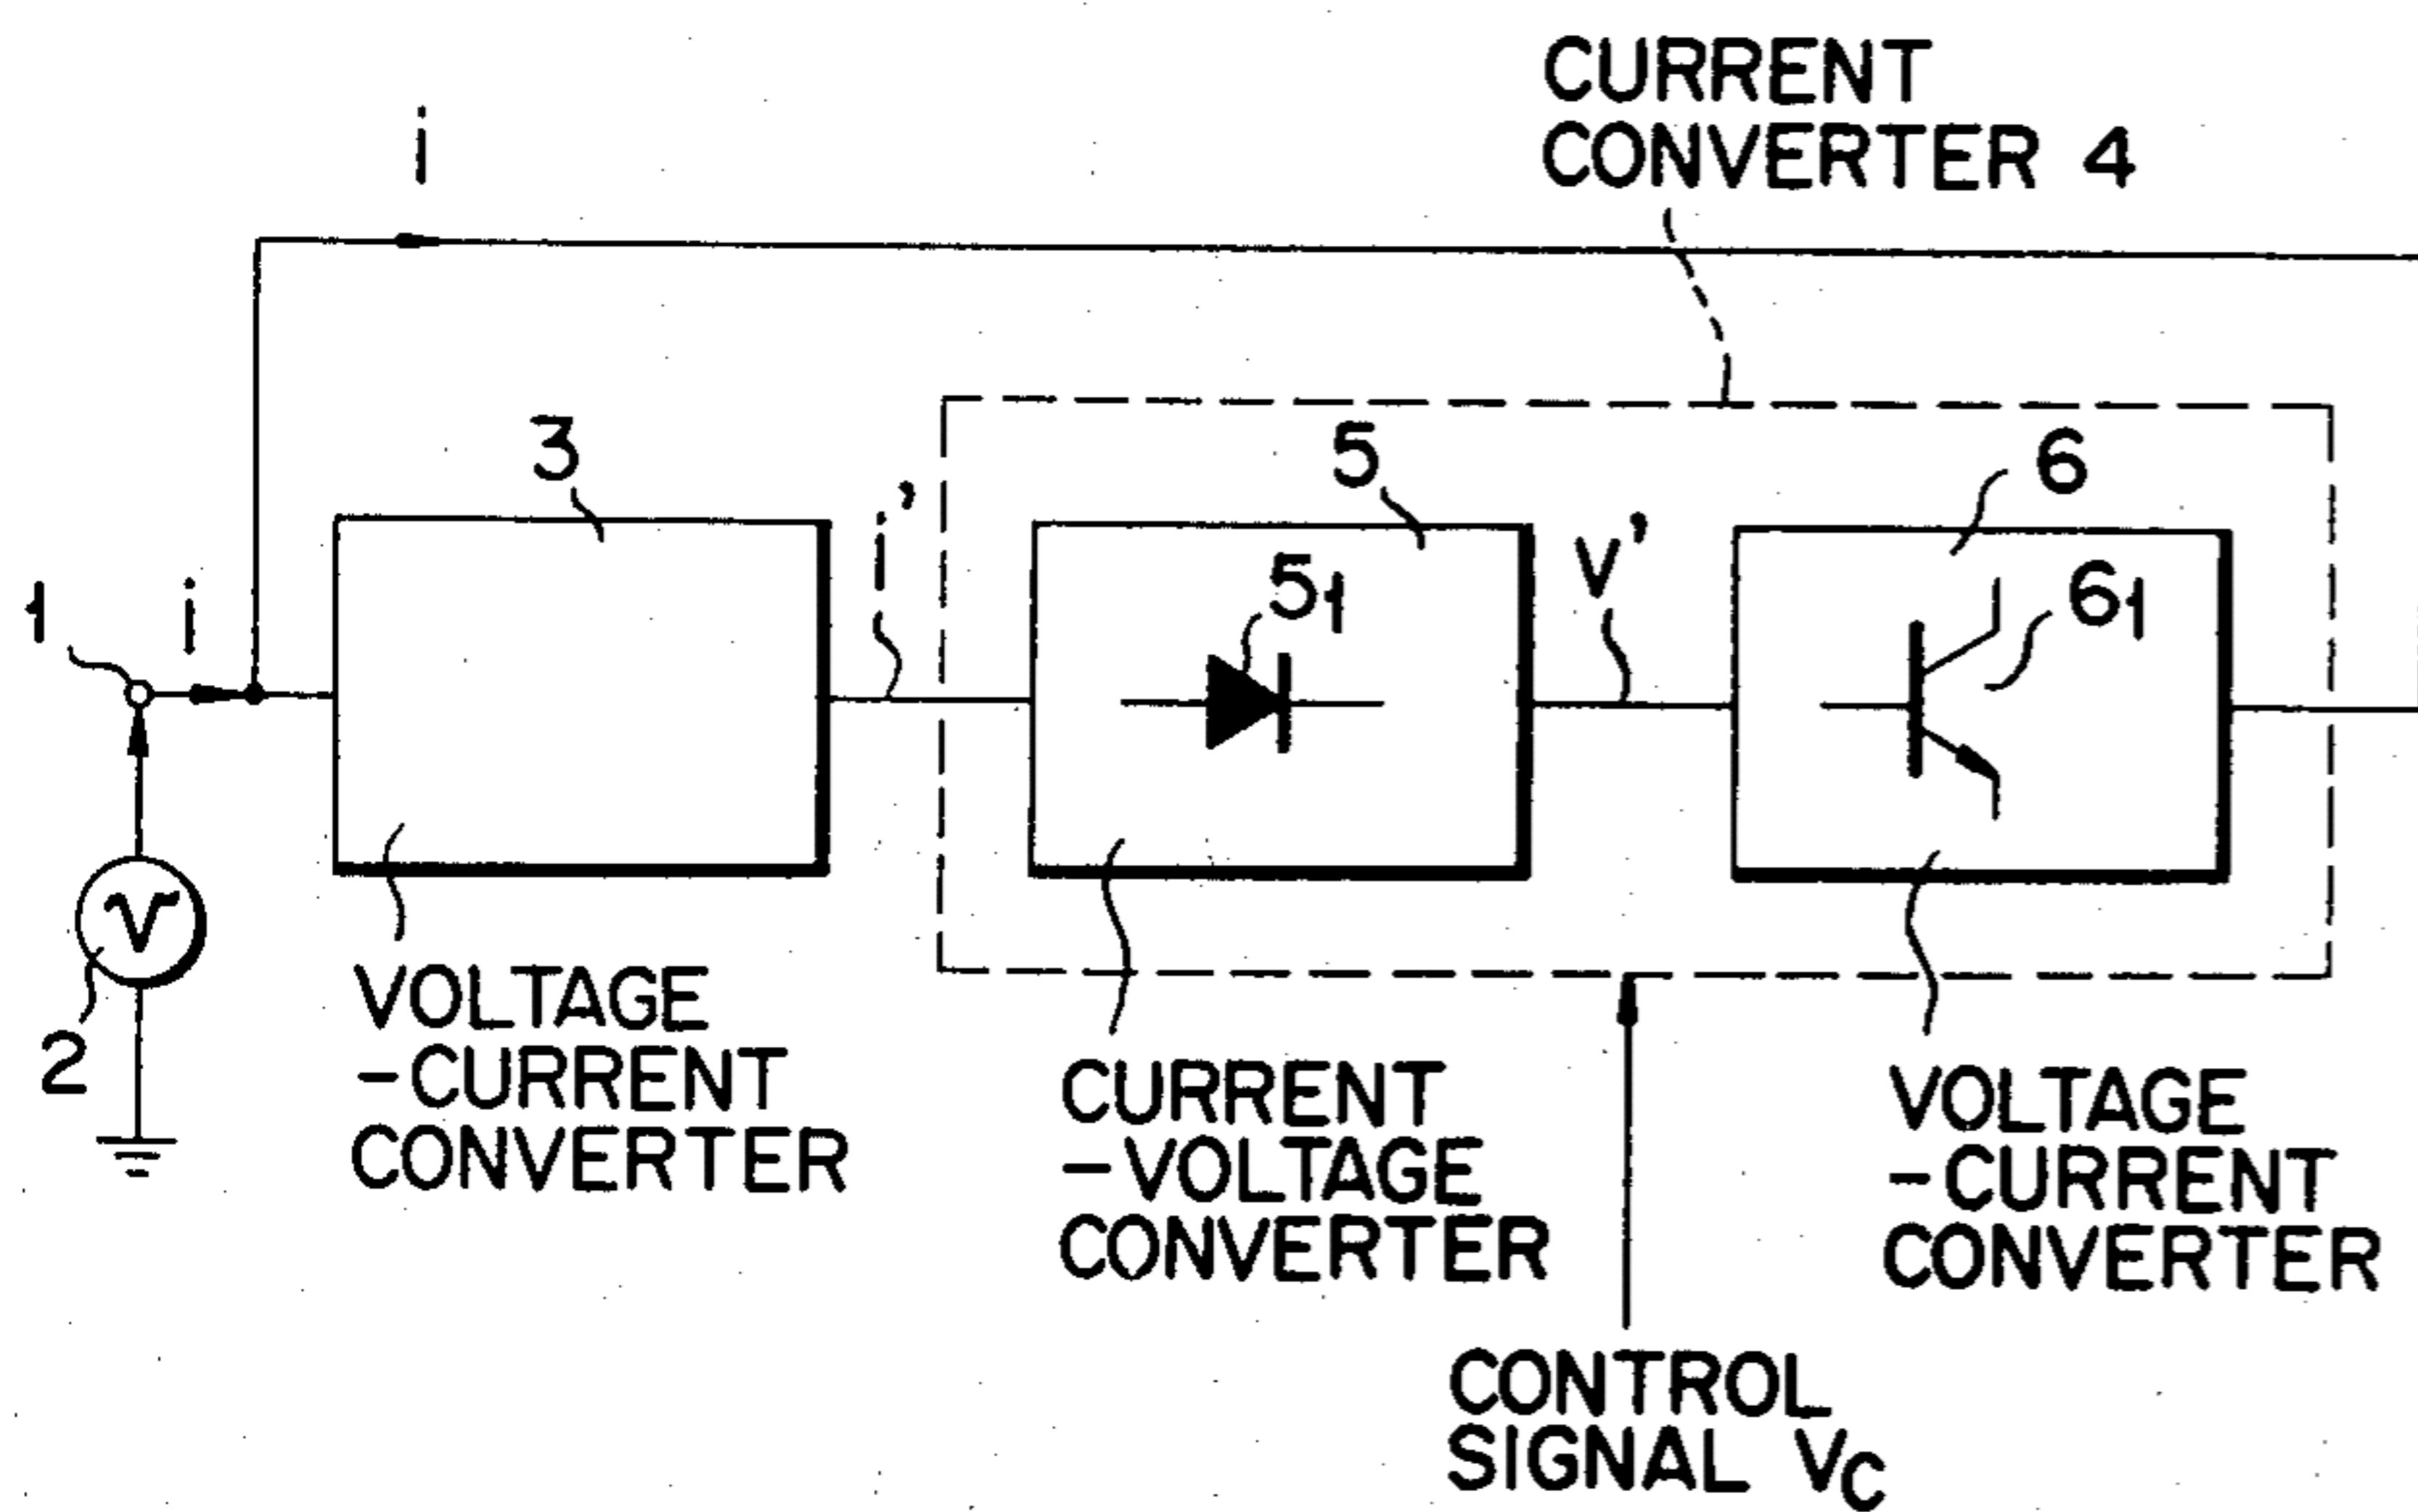 CURRENT
CONVERTER 4
i
3
i'
5
V'
6
5₁
6₁
1
i
V
2
VOLTAGE
-CURRENT
CONVERTER
CURRENT
-VOLTAGE
CONVERTER
VOLTAGE
-CURRENT
CONVERTER
CONTROL
SIGNAL VC